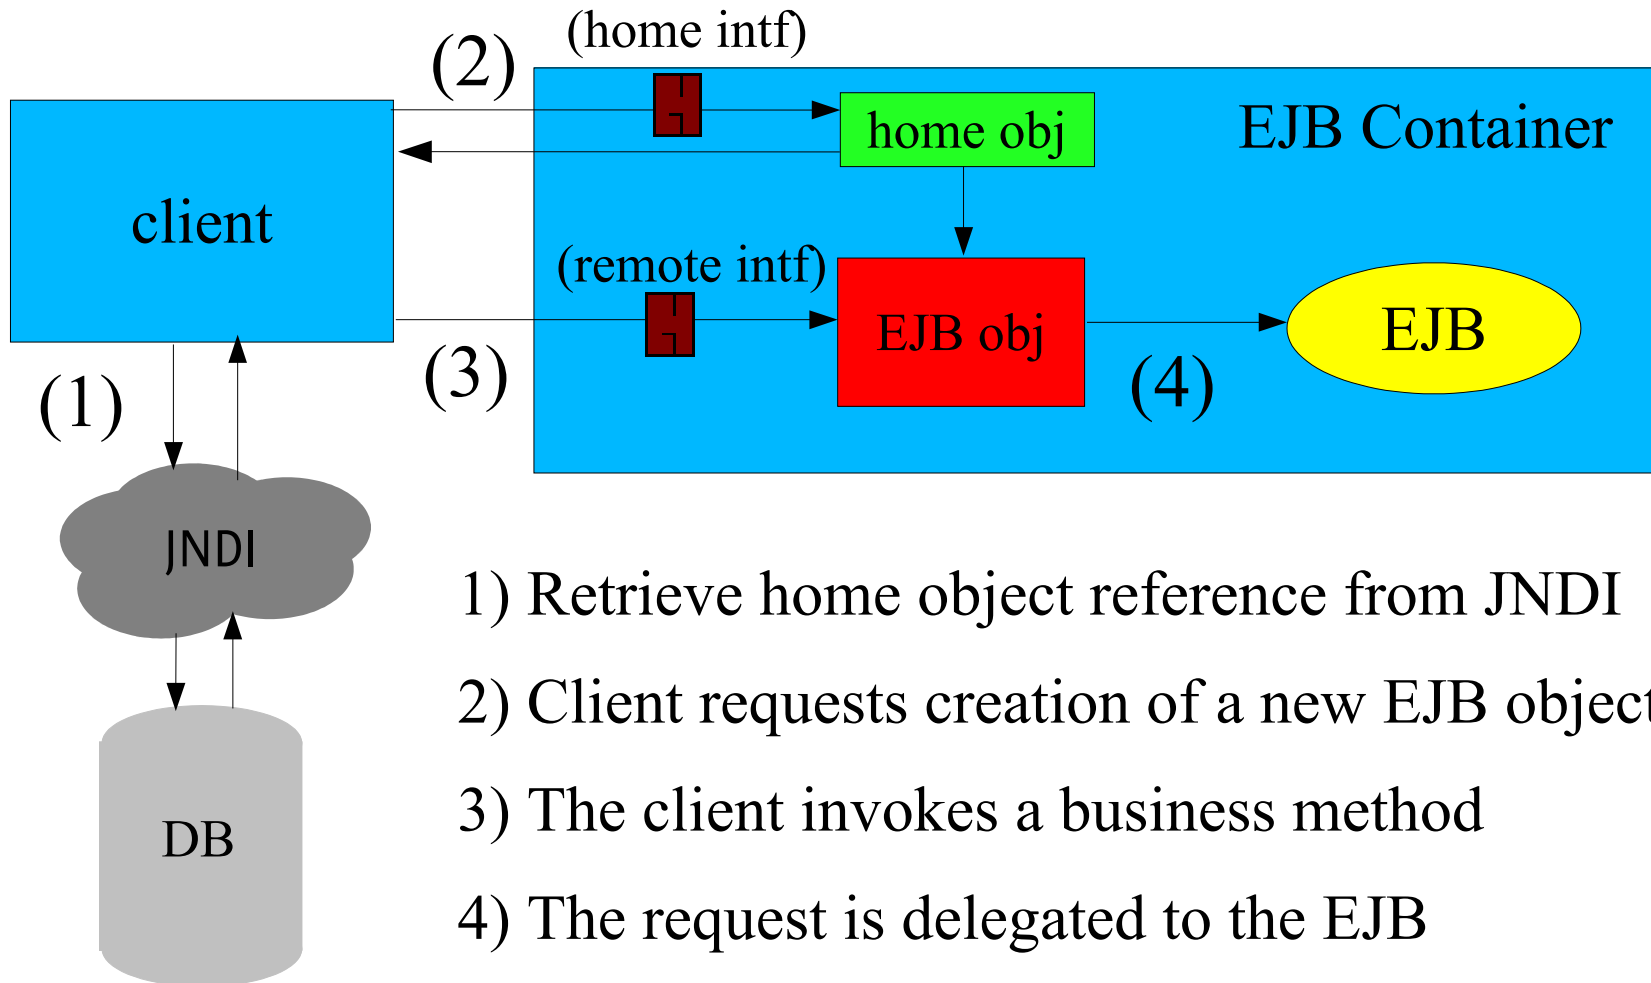 (home intf)
(2)
home obj
EJB Container
client
(remote intf)
EJB obj
EJB
(3)
(4)
(1)
JNDI
1) Retrieve home object reference from JNDI
2) Client requests creation of a new EJB object
3) The client invokes a business method
DB
4) The request is delegated to the EJB